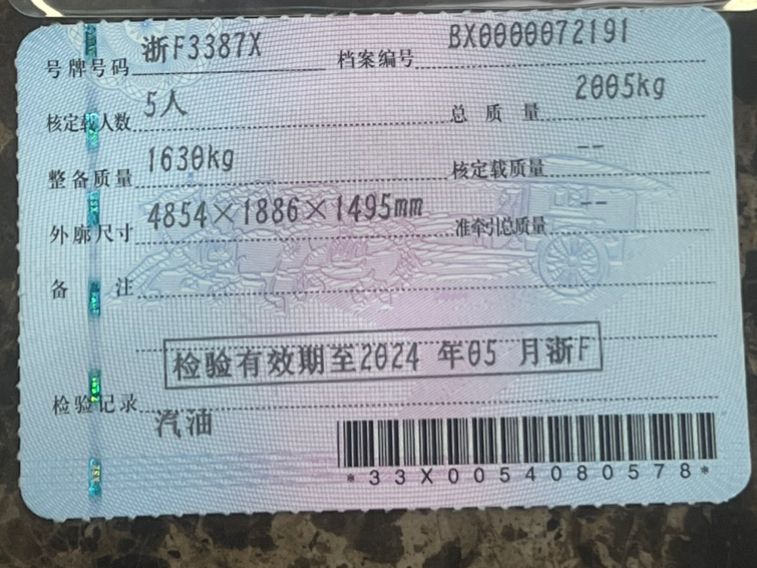 号牌号码 浙F3387X 档案编号 BX0000072191
核定载人数 5人 总质量 2005kg
整备质量 1630kg 核定载质量 --
外廓尺寸 4854×1886×1495mm 准牵引总质量 --
备注
检验有效期至2024 年05 月浙F
检验记录
汽油
*33X0054080578*